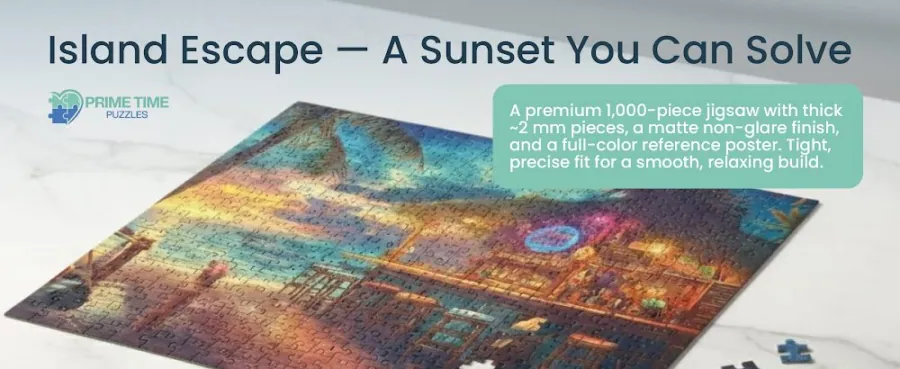 Island Escape — A Sunset You Can Solve
PRIME TIME
PUZZLES
A premium 1,000-piece jigsaw with thick
~2 mm pieces, a matte non-glare finish,
and a full-color reference poster. Tight,
precise fit for a smooth, relaxing build.